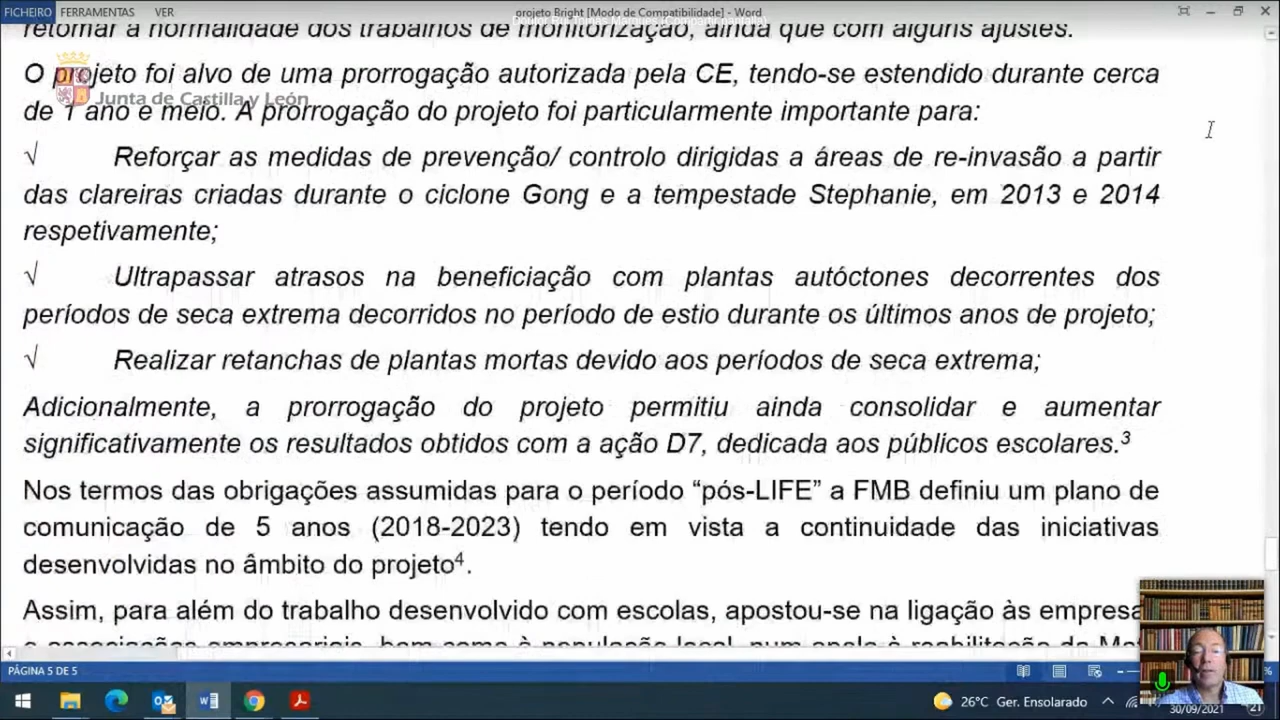 projeto Bright [Modo de Compatibilidade] - Word
FICHEIRO FERRAMENTAS VER
retomar a normalidade dos trabalhos de monitorização, ainda que com alguns ajustes.
O projeto foi alvo de uma prorrogação autorizada pela CE, tendo-se estendido durante cerca
Junta de Castilla y León
de 1 ano e meio. A prorrogação do projeto foi particularmente importante para:
√ Reforçar as medidas de prevenção/ controlo dirigidas a áreas de re-invasão a partir
das clareiras criadas durante o ciclone Gong e a tempestade Stephanie, em 2013 e 2014
respetivamente;
√ Ultrapassar atrasos na beneficiação com plantas autóctones decorrentes dos
períodos de seca extrema decorridos no período de estio durante os últimos anos de projeto;
√ Realizar retanchas de plantas mortas devido aos períodos de seca extrema;
Adicionalmente, a prorrogação do projeto permitiu ainda consolidar e aumentar
significativamente os resultados obtidos com a ação D7, dedicada aos públicos escolares.3
Nos termos das obrigações assumidas para o período “pós-LIFE” a FMB definiu um plano de
comunicação de 5 anos (2018-2023) tendo em vista a continuidade das iniciativas
desenvolvidas no âmbito do projeto4.
Assim, para além do trabalho desenvolvido com escolas, apostou-se na ligação às
PÁGINA 5 DE 5
26°C Ger. Ensolarado
30/09/2021